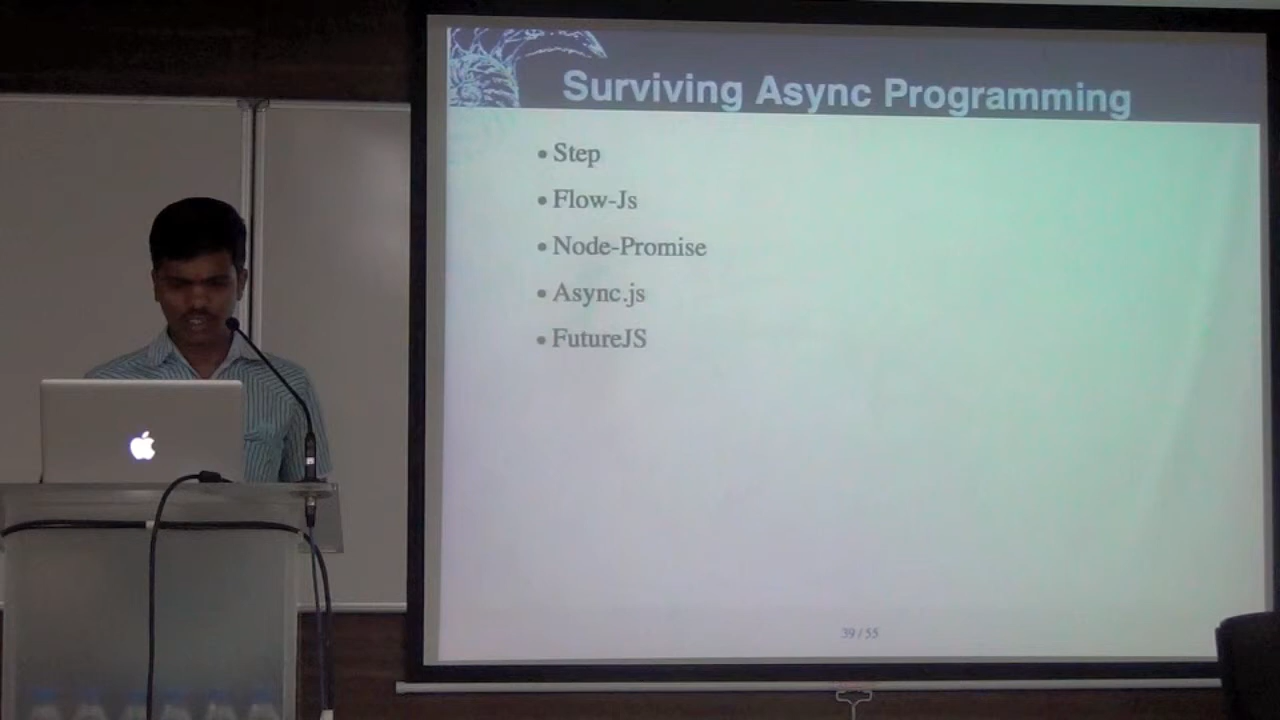 Surviving Async Programming
• Step
• Flow-Js
• Node-Promise
• Async.js
• FutureJS
39 / 55